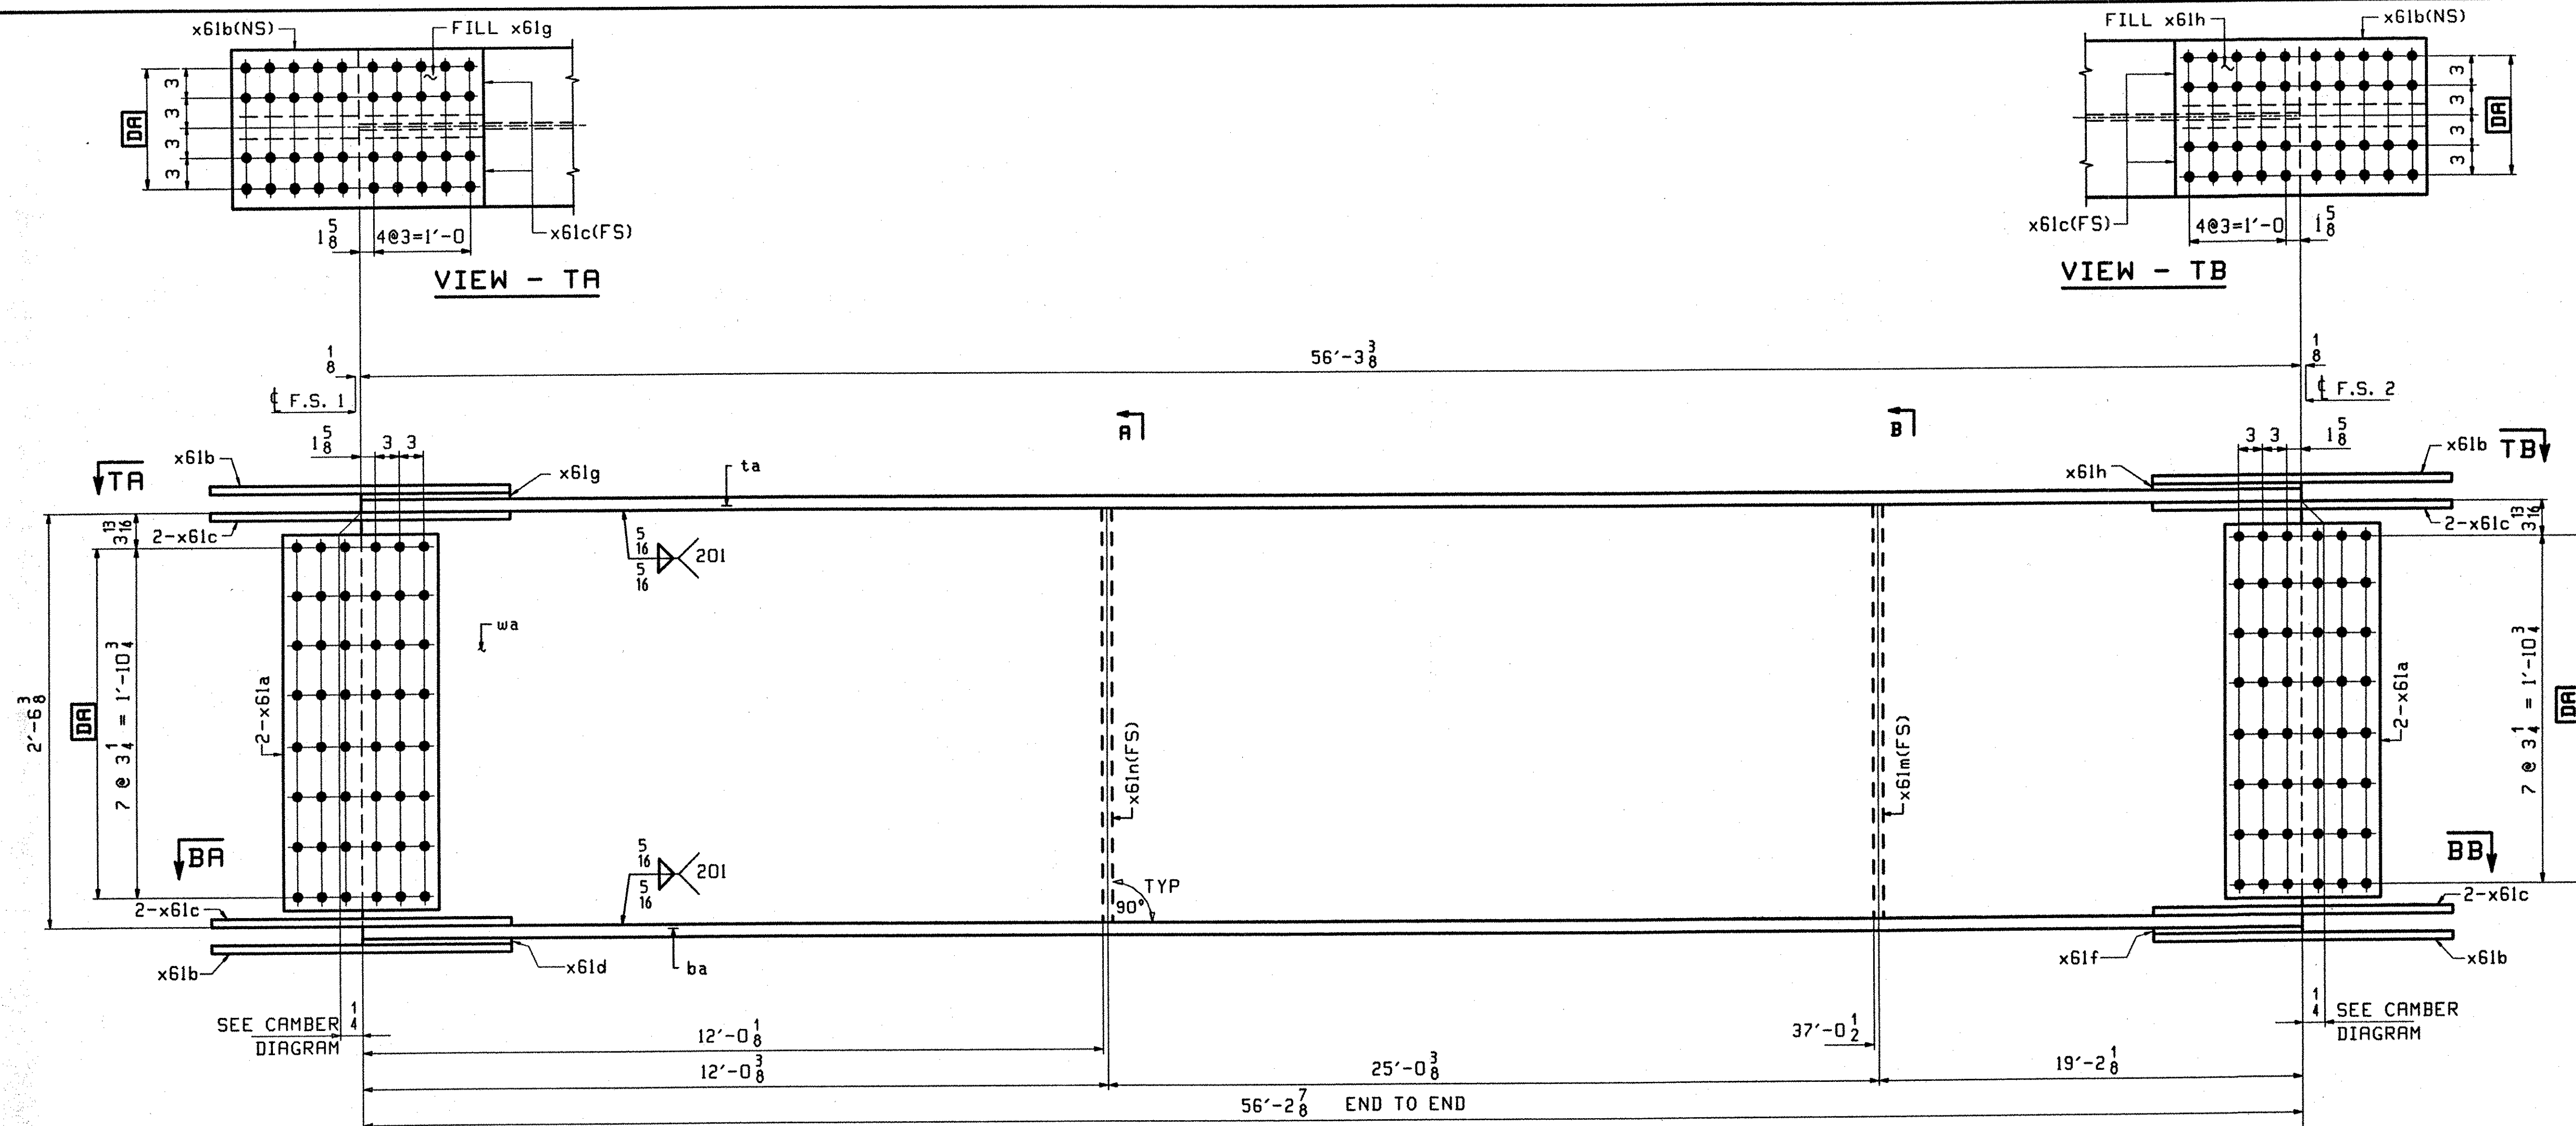 x61b(NS)
FILL x61g
DA
3
3
3
3
x61c(FS)
1 5/8
4@3=1'-0
VIEW - TA
FILL x61h
x61b(NS)
3
3
3
3
DA
x61c(FS)
4@3=1'-0
1 5/8
VIEW - TB
1/8
56'-3 3/8
1/8
℄ F.S. 1
℄ F.S. 2
A
B
1 5/8
3
3
3
3
1 5/8
TA
x61b
x61g
ta
x61h
x61b
TB
2-x61c
3 13/16
5/16
5/16
201
2-x61c
3 13/16
wa
2'-6 3/8
DA
7 @ 3 1/4 = 1'-10 3/4
2-x61a
x61n(FS)
x61m(FS)
2-x61a
7 @ 3 1/4 = 1'-10 3/4
DA
BA
5/16
5/16
201
TYP
90°
BB
2-x61c
2-x61c
x61b
x61d
ba
x61f
x61b
SEE CAMBER
DIAGRAM
1/4
12'-0 1/8
37'-0 1/2
1/4
SEE CAMBER
DIAGRAM
12'-0 3/8
25'-0 3/8
19'-2 1/8
56'-2 7/8 END TO END